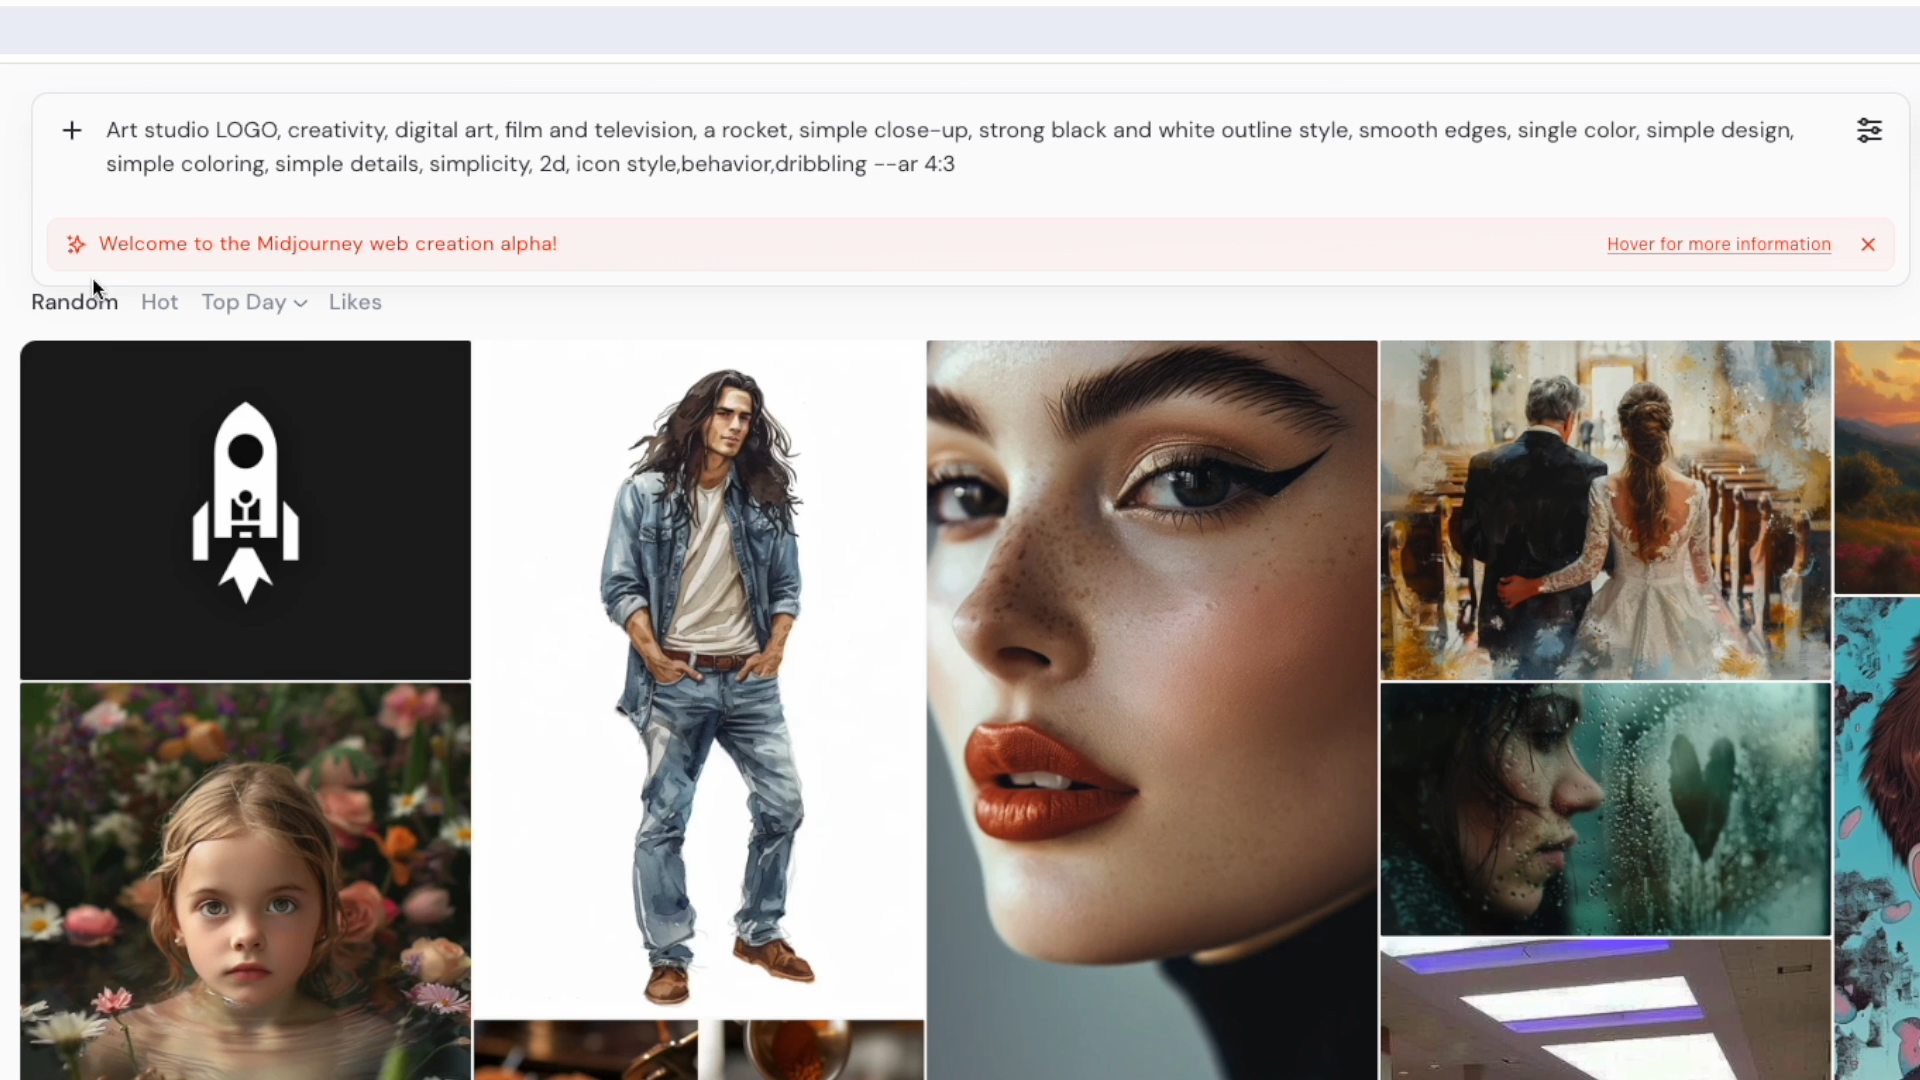 Art studio LOGO, creativity, digital art, film and television, a rocket, simple close-up, strong black and white outline style, smooth edges, single color, simple design,
simple coloring, simple details, simplicity, 2d, icon style,behavior,dribbling --ar 4:3
Welcome to the Midjourney web creation alpha!
Hover for more information
Random
Hot
Top Day
Likes